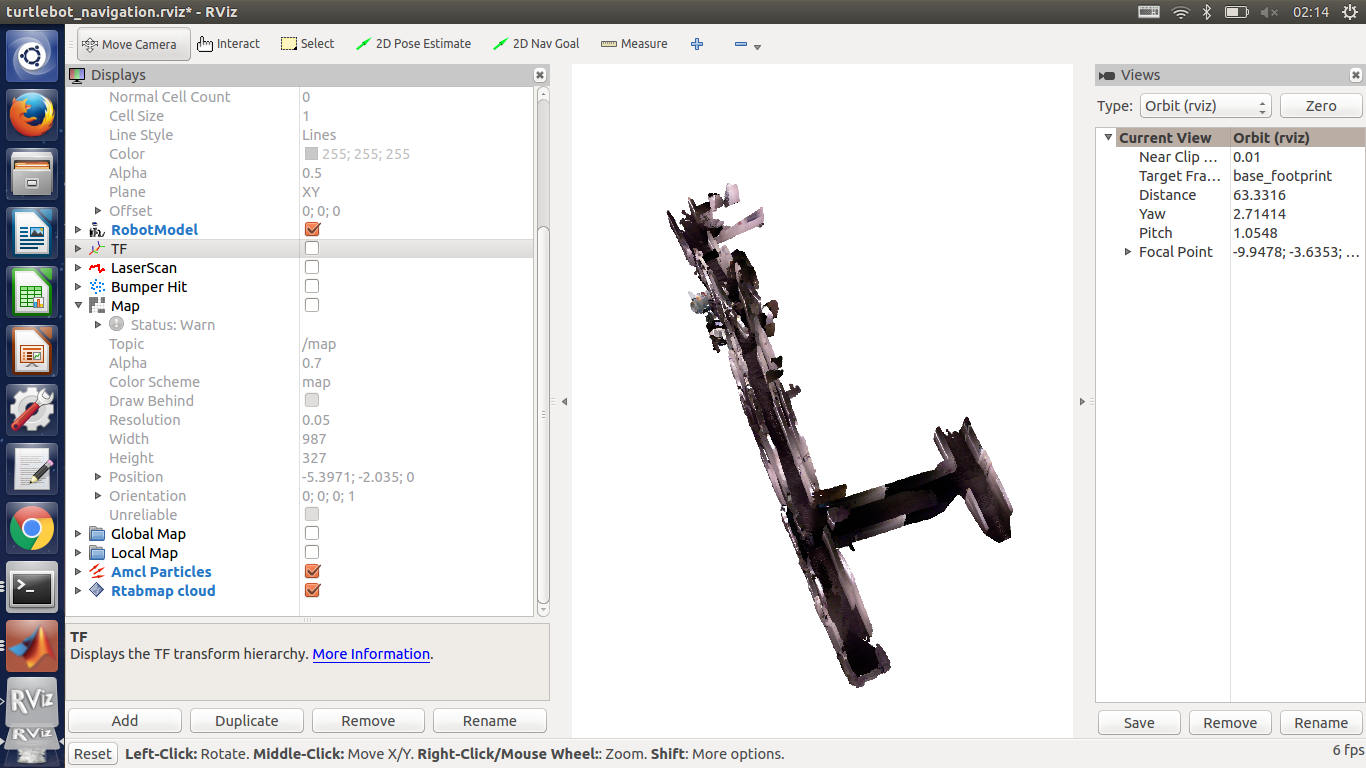 turtlebot_navigation.rviz* - RViz
02:14
Move Camera Interact Select 2D Pose Estimate 2D Nav Goal Measure
Displays
Normal Cell Count 0
Cell Size 1
Line Style Lines
Color 255; 255; 255
Alpha 0.5
Plane XY
Offset 0; 0; 0
RobotModel
TF
LaserScan
Bumper Hit
Map
Status: Warn
Topic /map
Alpha 0.7
Color Scheme map
Draw Behind
Resolution 0.05
Width 987
Height 327
Position -5.3971; -2.035; 0
Orientation 0; 0; 0; 1
Unreliable
Global Map
Local Map
Amcl Particles
Rtabmap cloud
TF
Displays the TF transform hierarchy. More Information.
Add Duplicate Remove Rename
Views
Type: Orbit (rviz) Zero
Current View Orbit (rviz)
Near Clip ... 0.01
Target Fra... base_footprint
Distance 63.3316
Yaw 2.71414
Pitch 1.0548
Focal Point -9.9478; -3.6353; ...
Save Remove Rename
RViz
RViz
Reset Left-Click: Rotate. Middle-Click: Move X/Y. Right-Click/Mouse Wheel:: Zoom. Shift: More options.
6 fps